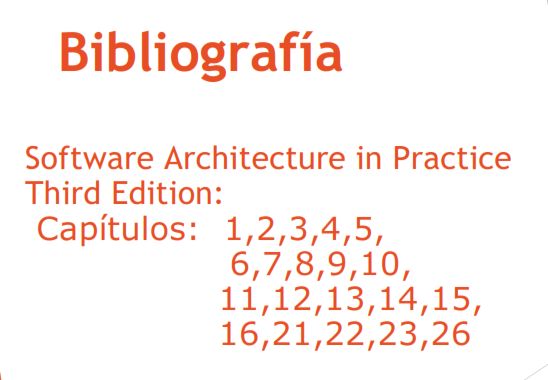 Bibliografía
Software Architecture in Practice
Third Edition:
Capítulos: 1,2,3,4,5,
6,7,8,9,10,
11,12,13,14,15,
16,21,22,23,26